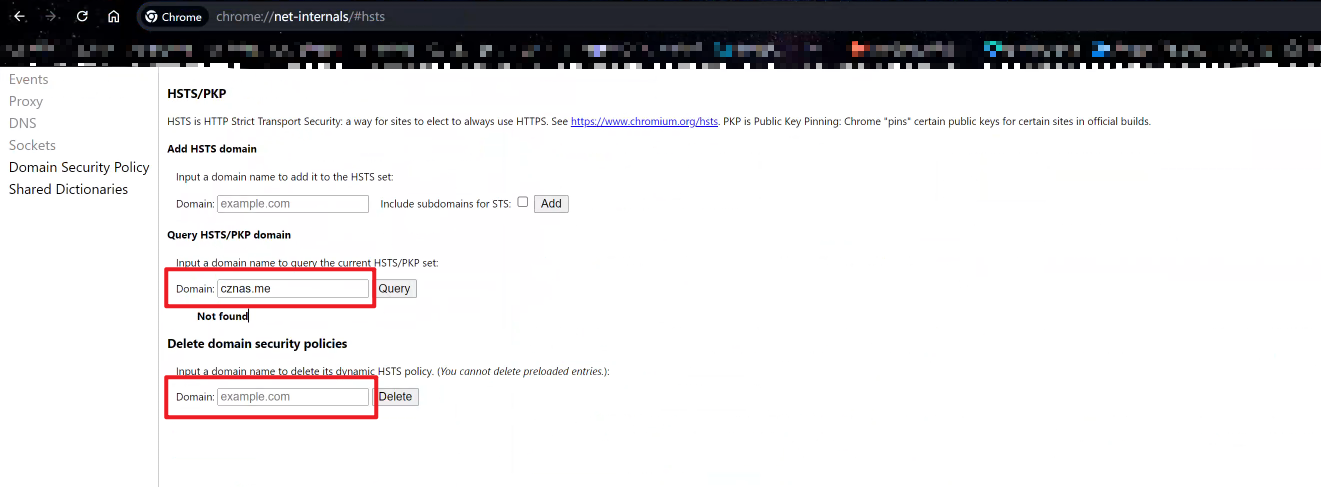 Chrome chrome://net-internals/#hsts
Events
Proxy
DNS
Sockets
Domain Security Policy
Shared Dictionaries
HSTS/PKP
HSTS is HTTP Strict Transport Security: a way for sites to elect to always use HTTPS. See https://www.chromium.org/hsts. PKP is Public Key Pinning: Chrome "pins" certain public keys for certain sites in official builds.
Add HSTS domain
Input a domain name to add it to the HSTS set:
Domain: example.com Include subdomains for STS: Add
Query HSTS/PKP domain
Input a domain name to query the current HSTS/PKP set:
Domain: cznas.me Query
Not found
Delete domain security policies
Input a domain name to delete its dynamic HSTS policy. (You cannot delete preloaded entries.):
Domain: example.com Delete